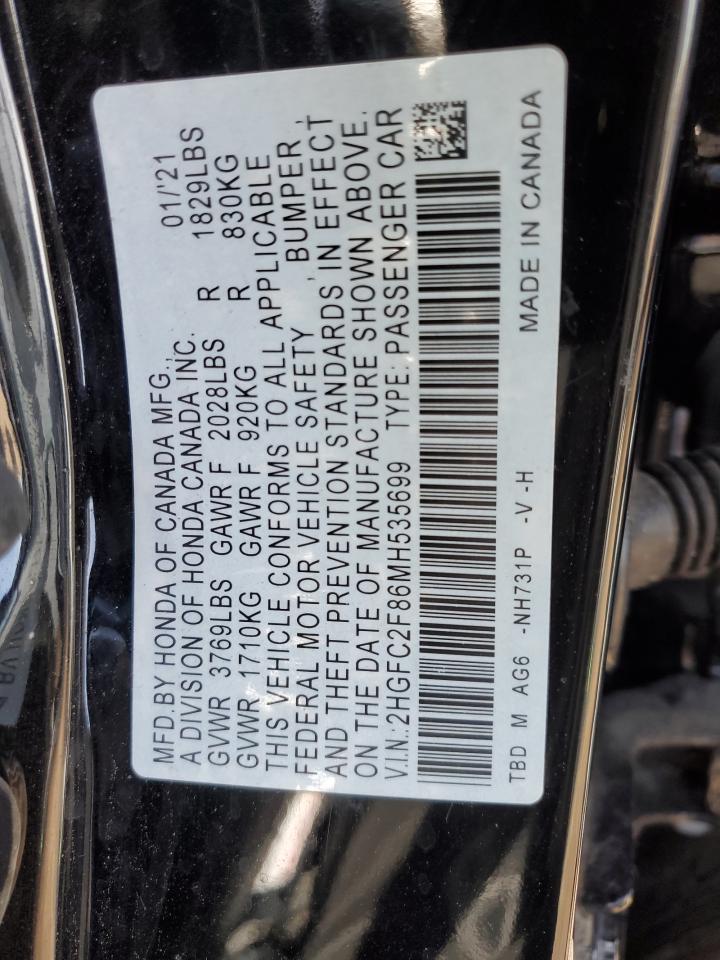 MFD.BY HONDA OF CANADA MFG., 01/'21
A DIVISION OF HONDA CANADA INC.
GVWR 3769LBS GAWR F 2028LBS R 1829LBS
GVWR 1710KG GAWR F 920KG R 830KG
THIS VEHICLE CONFORMS TO ALL APPLICABLE
FEDERAL MOTOR VEHICLE SAFETY , BUMPER ,
AND THEFT PREVENTION STANDARDS IN EFFECT
ON THE DATE OF MANUFACTURE SHOWN ABOVE.
V.I.N.:2HGFC2F86MH535699 TYPE:PASSENGER CAR
TBD M AG6 -NH731P -V -H MADE IN CANADA